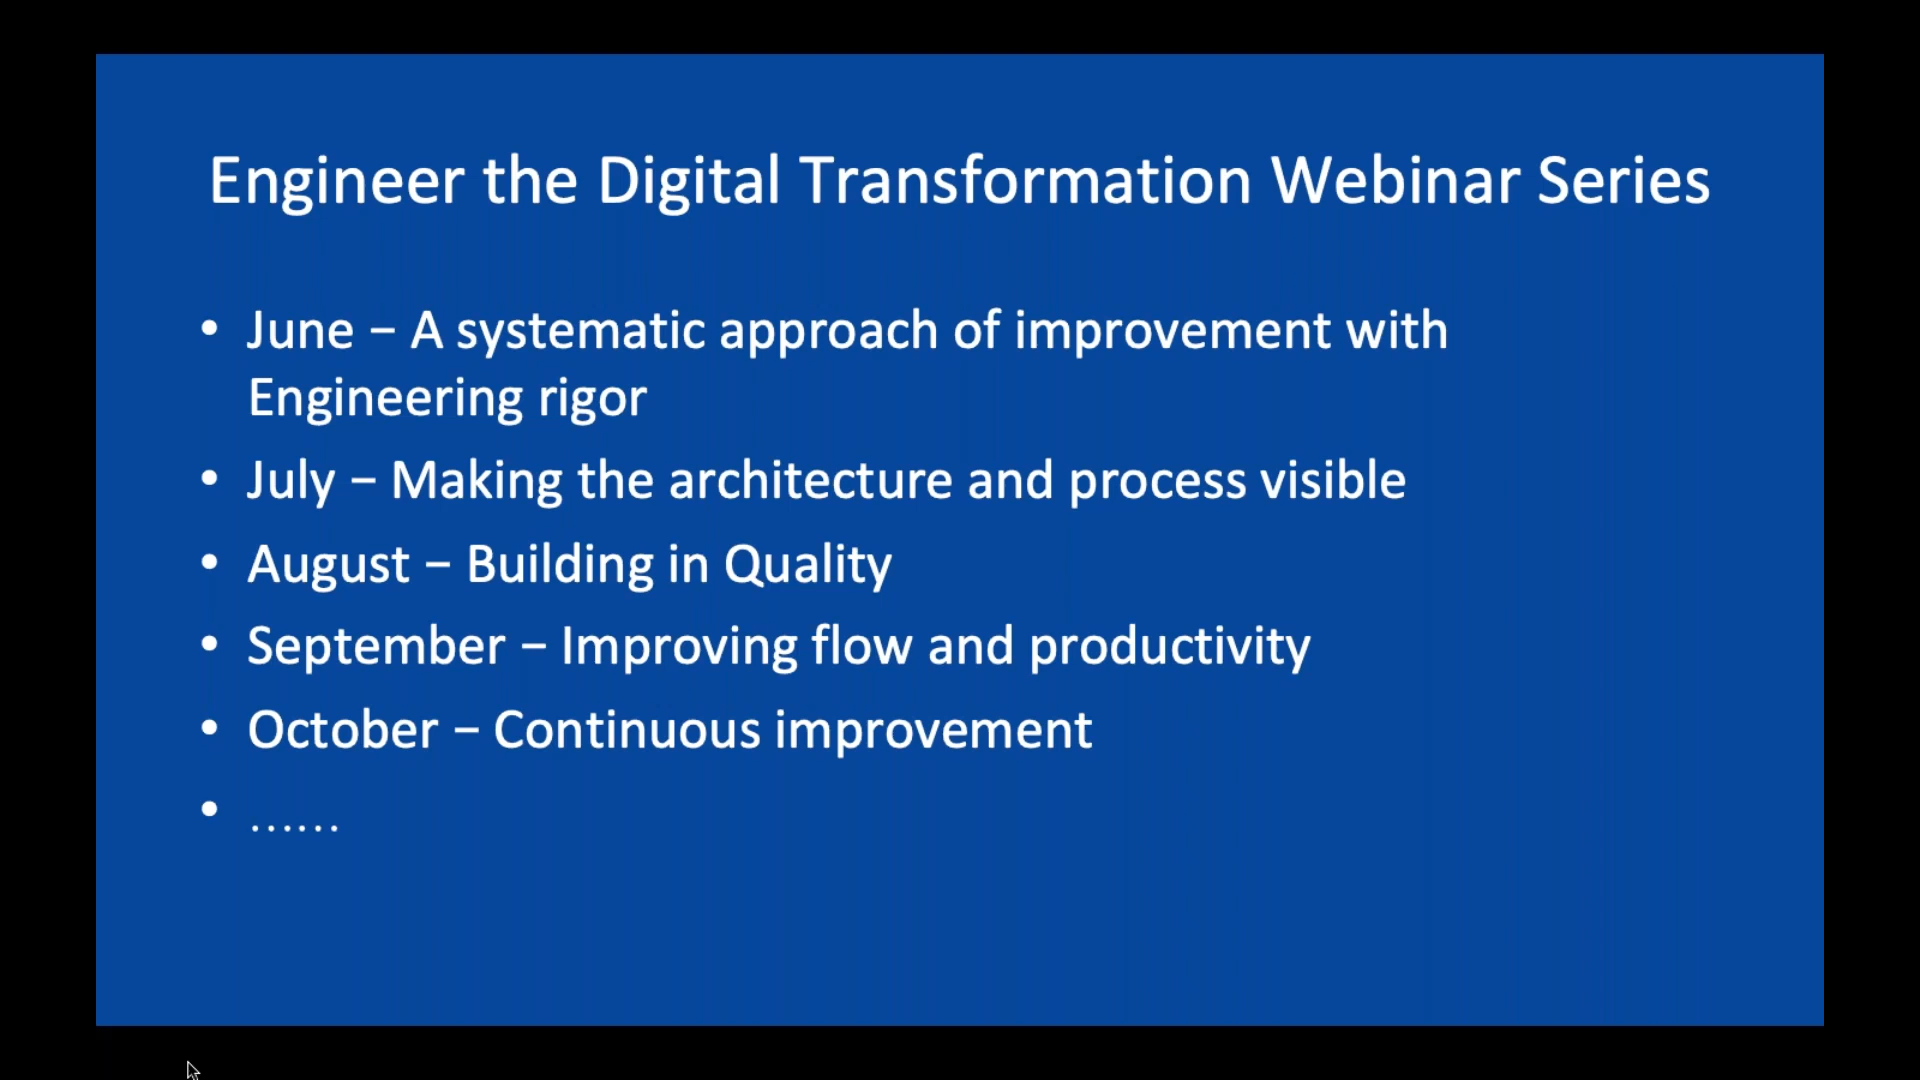 Engineer the Digital Transformation Webinar Series
• June – A systematic approach of improvement with
Engineering rigor
• July – Making the architecture and process visible
• August – Building in Quality
• September – Improving flow and productivity
• October – Continuous improvement
• ......